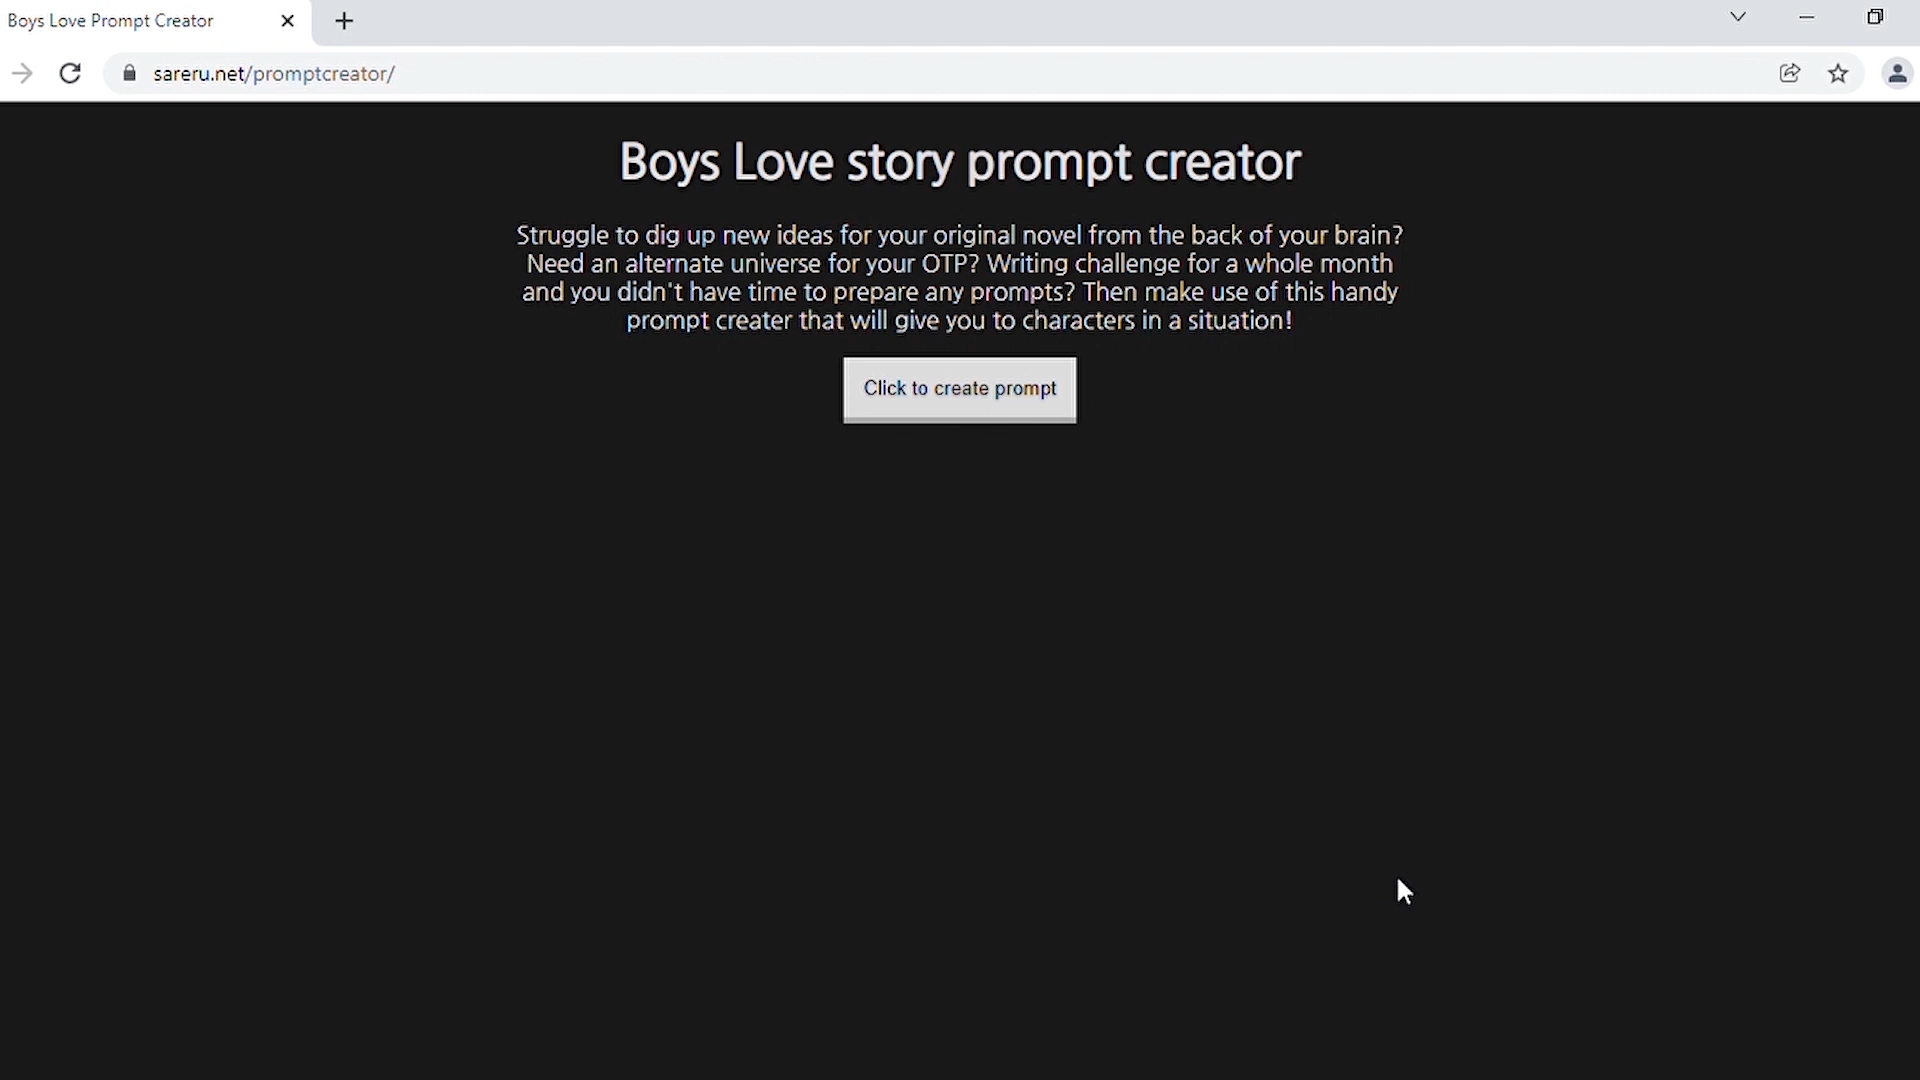 Boys Love Prompt Creator
sareru.net/promptcreator/
Boys Love story prompt creator
Struggle to dig up new ideas for your original novel from the back of your brain?
Need an alternate universe for your OTP? Writing challenge for a whole month
and you didn't have time to prepare any prompts? Then make use of this handy
prompt creater that will give you to characters in a situation!
Click to create prompt